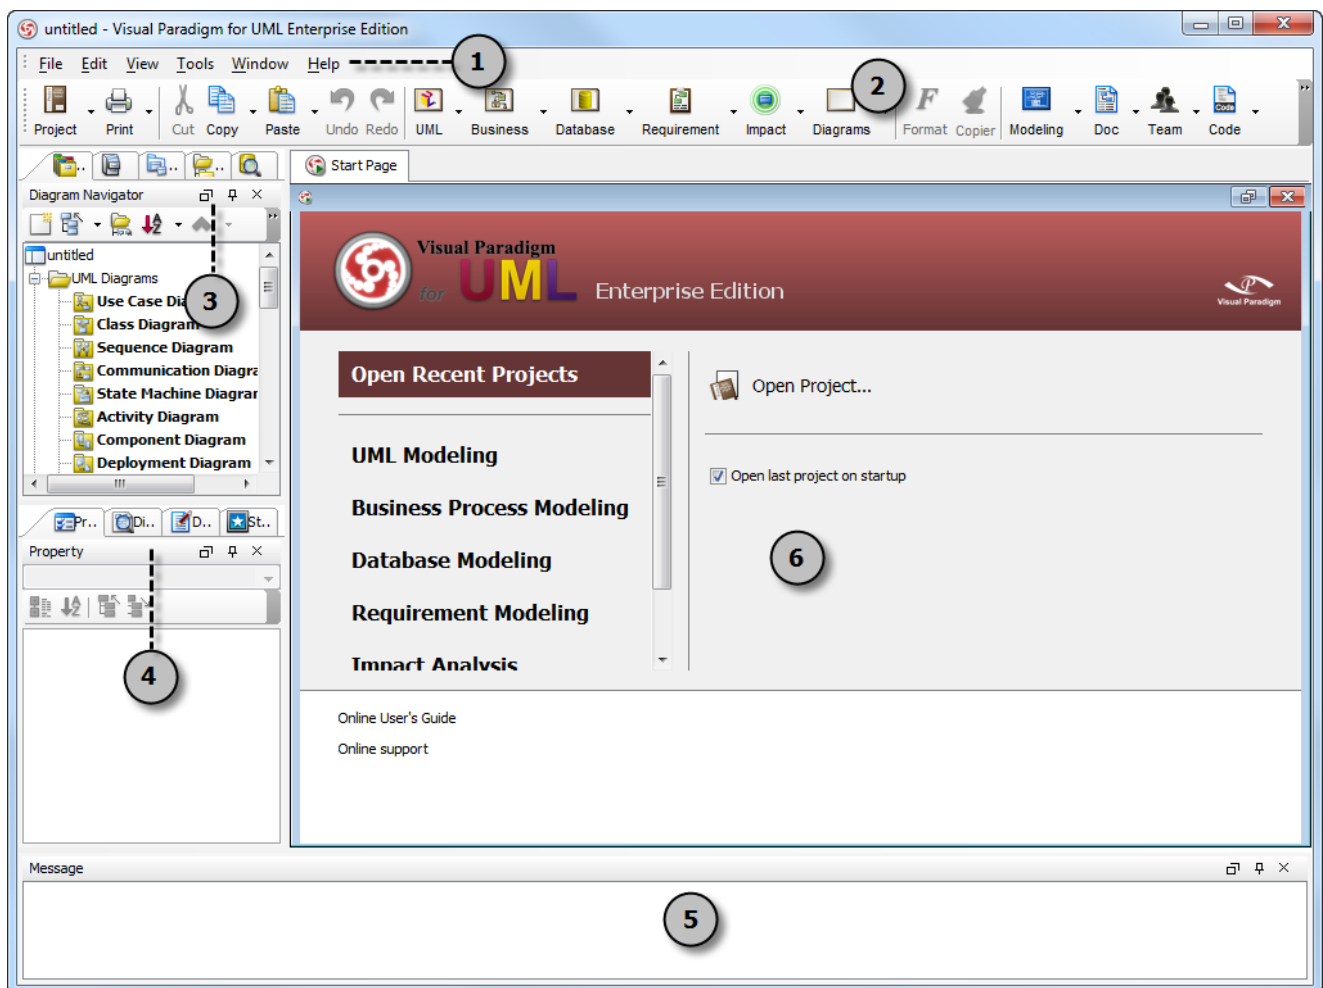 untitled - Visual Paradigm for UML Enterprise Edition
File Edit View Tools Window Help
1
2
Project Print Cut Copy Paste Undo Redo UML Business Database Requirement Impact Diagrams Format Copier Modeling Doc Team Code
Start Page
Diagram Navigator
untitled
UML Diagrams
3
Use Case Di
Class Diagram
Sequence Diagram
Communication Diagra
State Machine Diagrar
Activity Diagram
Component Diagram
Deployment Diagram
Pr.. Di.. D.. St..
Property
4
Visual Paradigm
for UML Enterprise Edition
Visual Paradigm
Open Recent Projects
UML Modeling
Business Process Modeling
Database Modeling
Requirement Modeling
Impact Analysis
Open Project...
Open last project on startup
6
Online User's Guide
Online support
Message
5